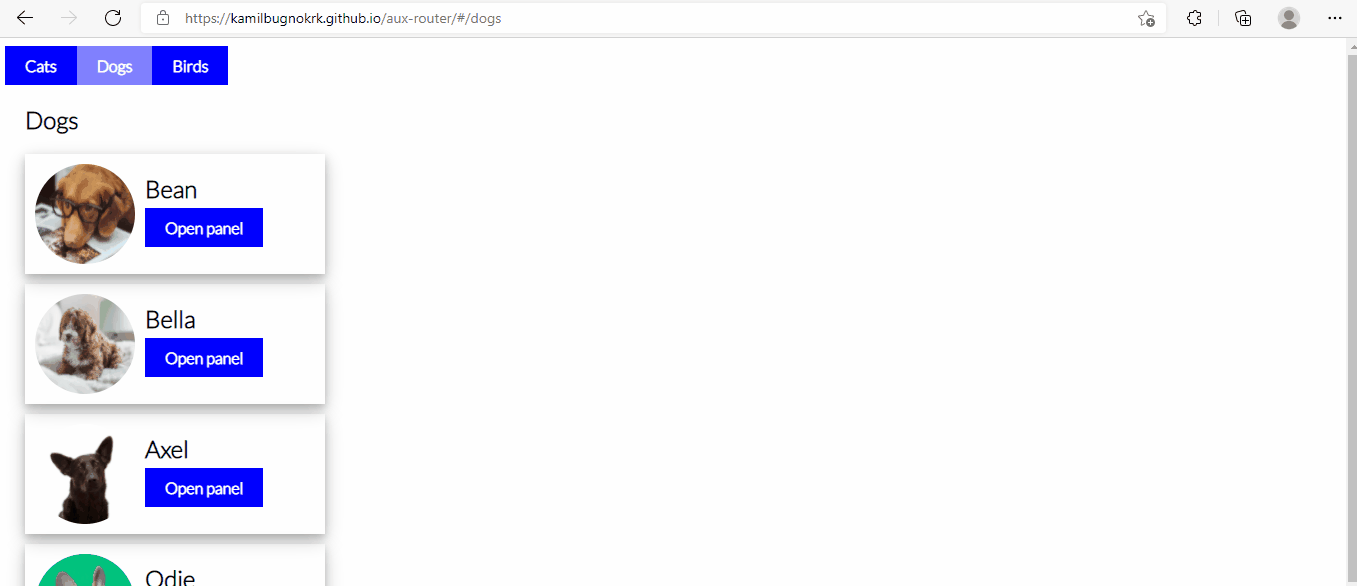 https://kamilbugnokrk.github.io/aux-router/#/dogs
Cats Dogs Birds
Dogs
Bean
Open panel
Bella
Open panel
Axel
Open panel
Odie